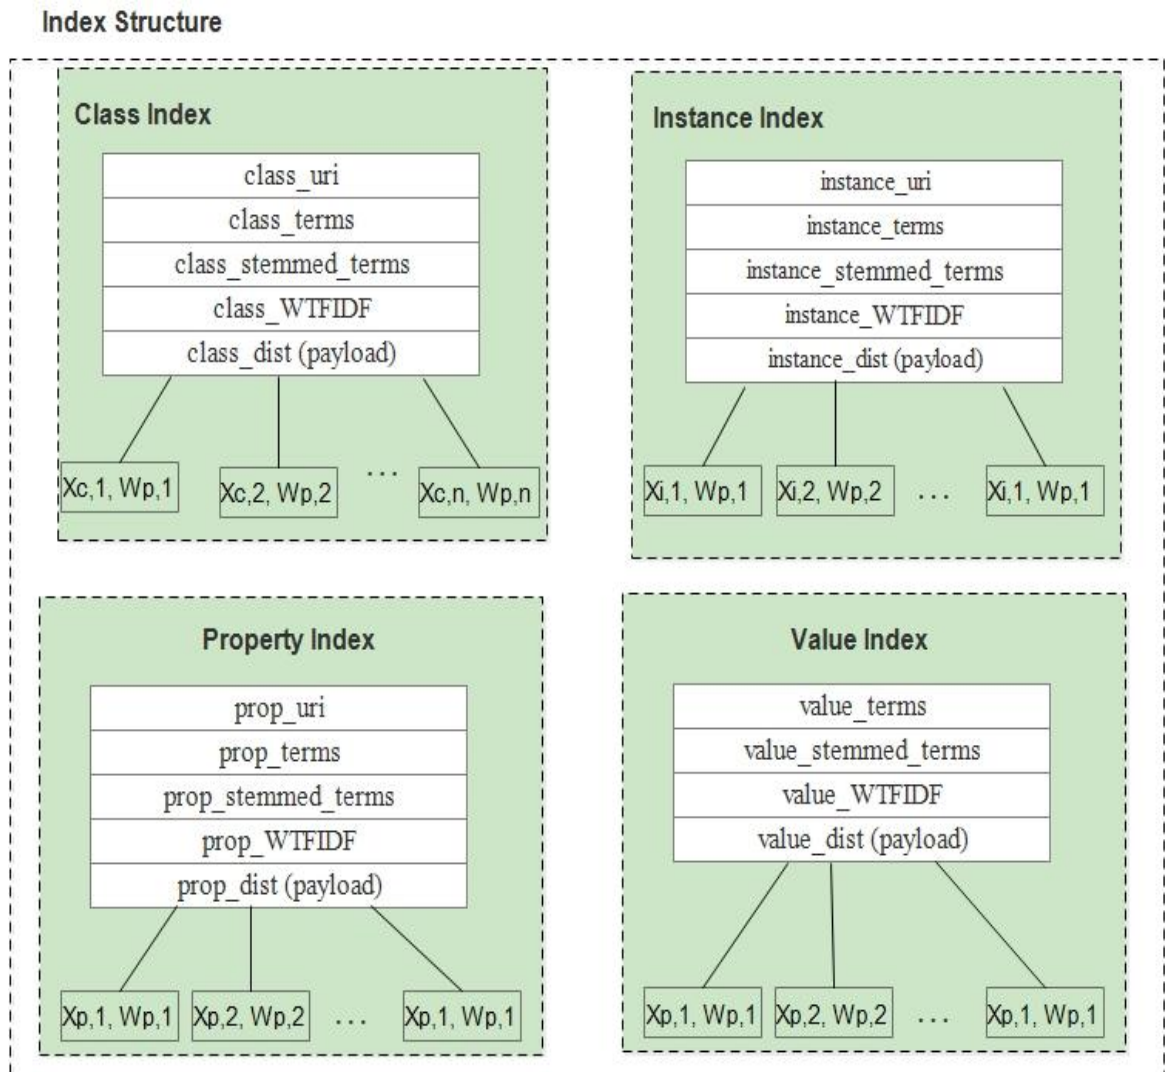 Index Structure
Class Index
class_uri
class_terms
class_stemmed_terms
class_WTFIDF
class_dist (payload)
Xc,1, Wp,1
Xc,2, Wp,2
...
Xc,n, Wp,n
Instance Index
instance_uri
instance_terms
instance_stemmed_terms
instance_WTFIDF
instance_dist (payload)
Xi,1, Wp,1
Xi,2, Wp,2
...
Xi,1, Wp,1
Property Index
prop_uri
prop_terms
prop_stemmed_terms
prop_WTFIDF
prop_dist (payload)
Xp,1, Wp,1
Xp,2, Wp,2
...
Xp,1, Wp,1
Value Index
value_terms
value_stemmed_terms
value_WTFIDF
value_dist (payload)
Xp,1, Wp,1
Xp,2, Wp,2
...
Xp,1, Wp,1